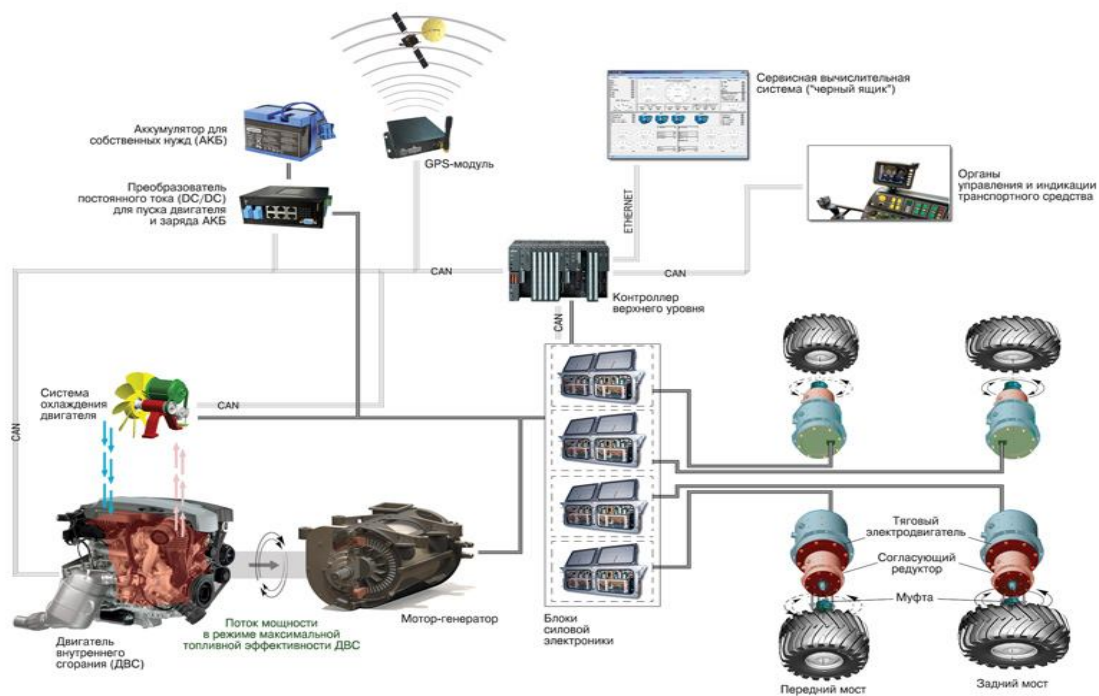 Аккумулятор для
собственных нужд (АКБ)
GPS-модуль
Сервисная вычислительная
система ("черный ящик")
Преобразователь
постоянного тока (DC/DC)
для пуска двигателя
и заряда АКБ
Органы
управления и индикации
транспортного средства
ETHERNET
CAN
CAN
Контроллер
верхнего уровня
CAN
Система
охлаждения
двигателя
CAN
CAN
Тяговый
электродвигатель
Согласующий
редуктор
Муфта
Мотор-генератор
Поток мощности
в режиме максимальной
топливной эффективности ДВС
Двигатель
внутреннего
сгорания (ДВС)
Блоки
силовой
электроники
Передний мост
Задний мост